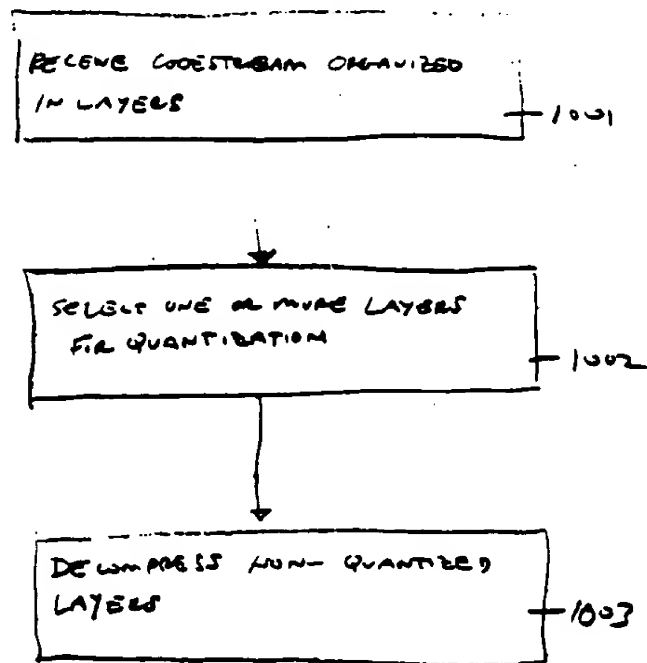 RECEIVE CODESTREAM ORGANIZED
IN LAYERS
1001
SELECT ONE OR MORE LAYERS
FOR QUANTIZATION
1002
DECOMPRESS NON-QUANTIZED
LAYERS
1003